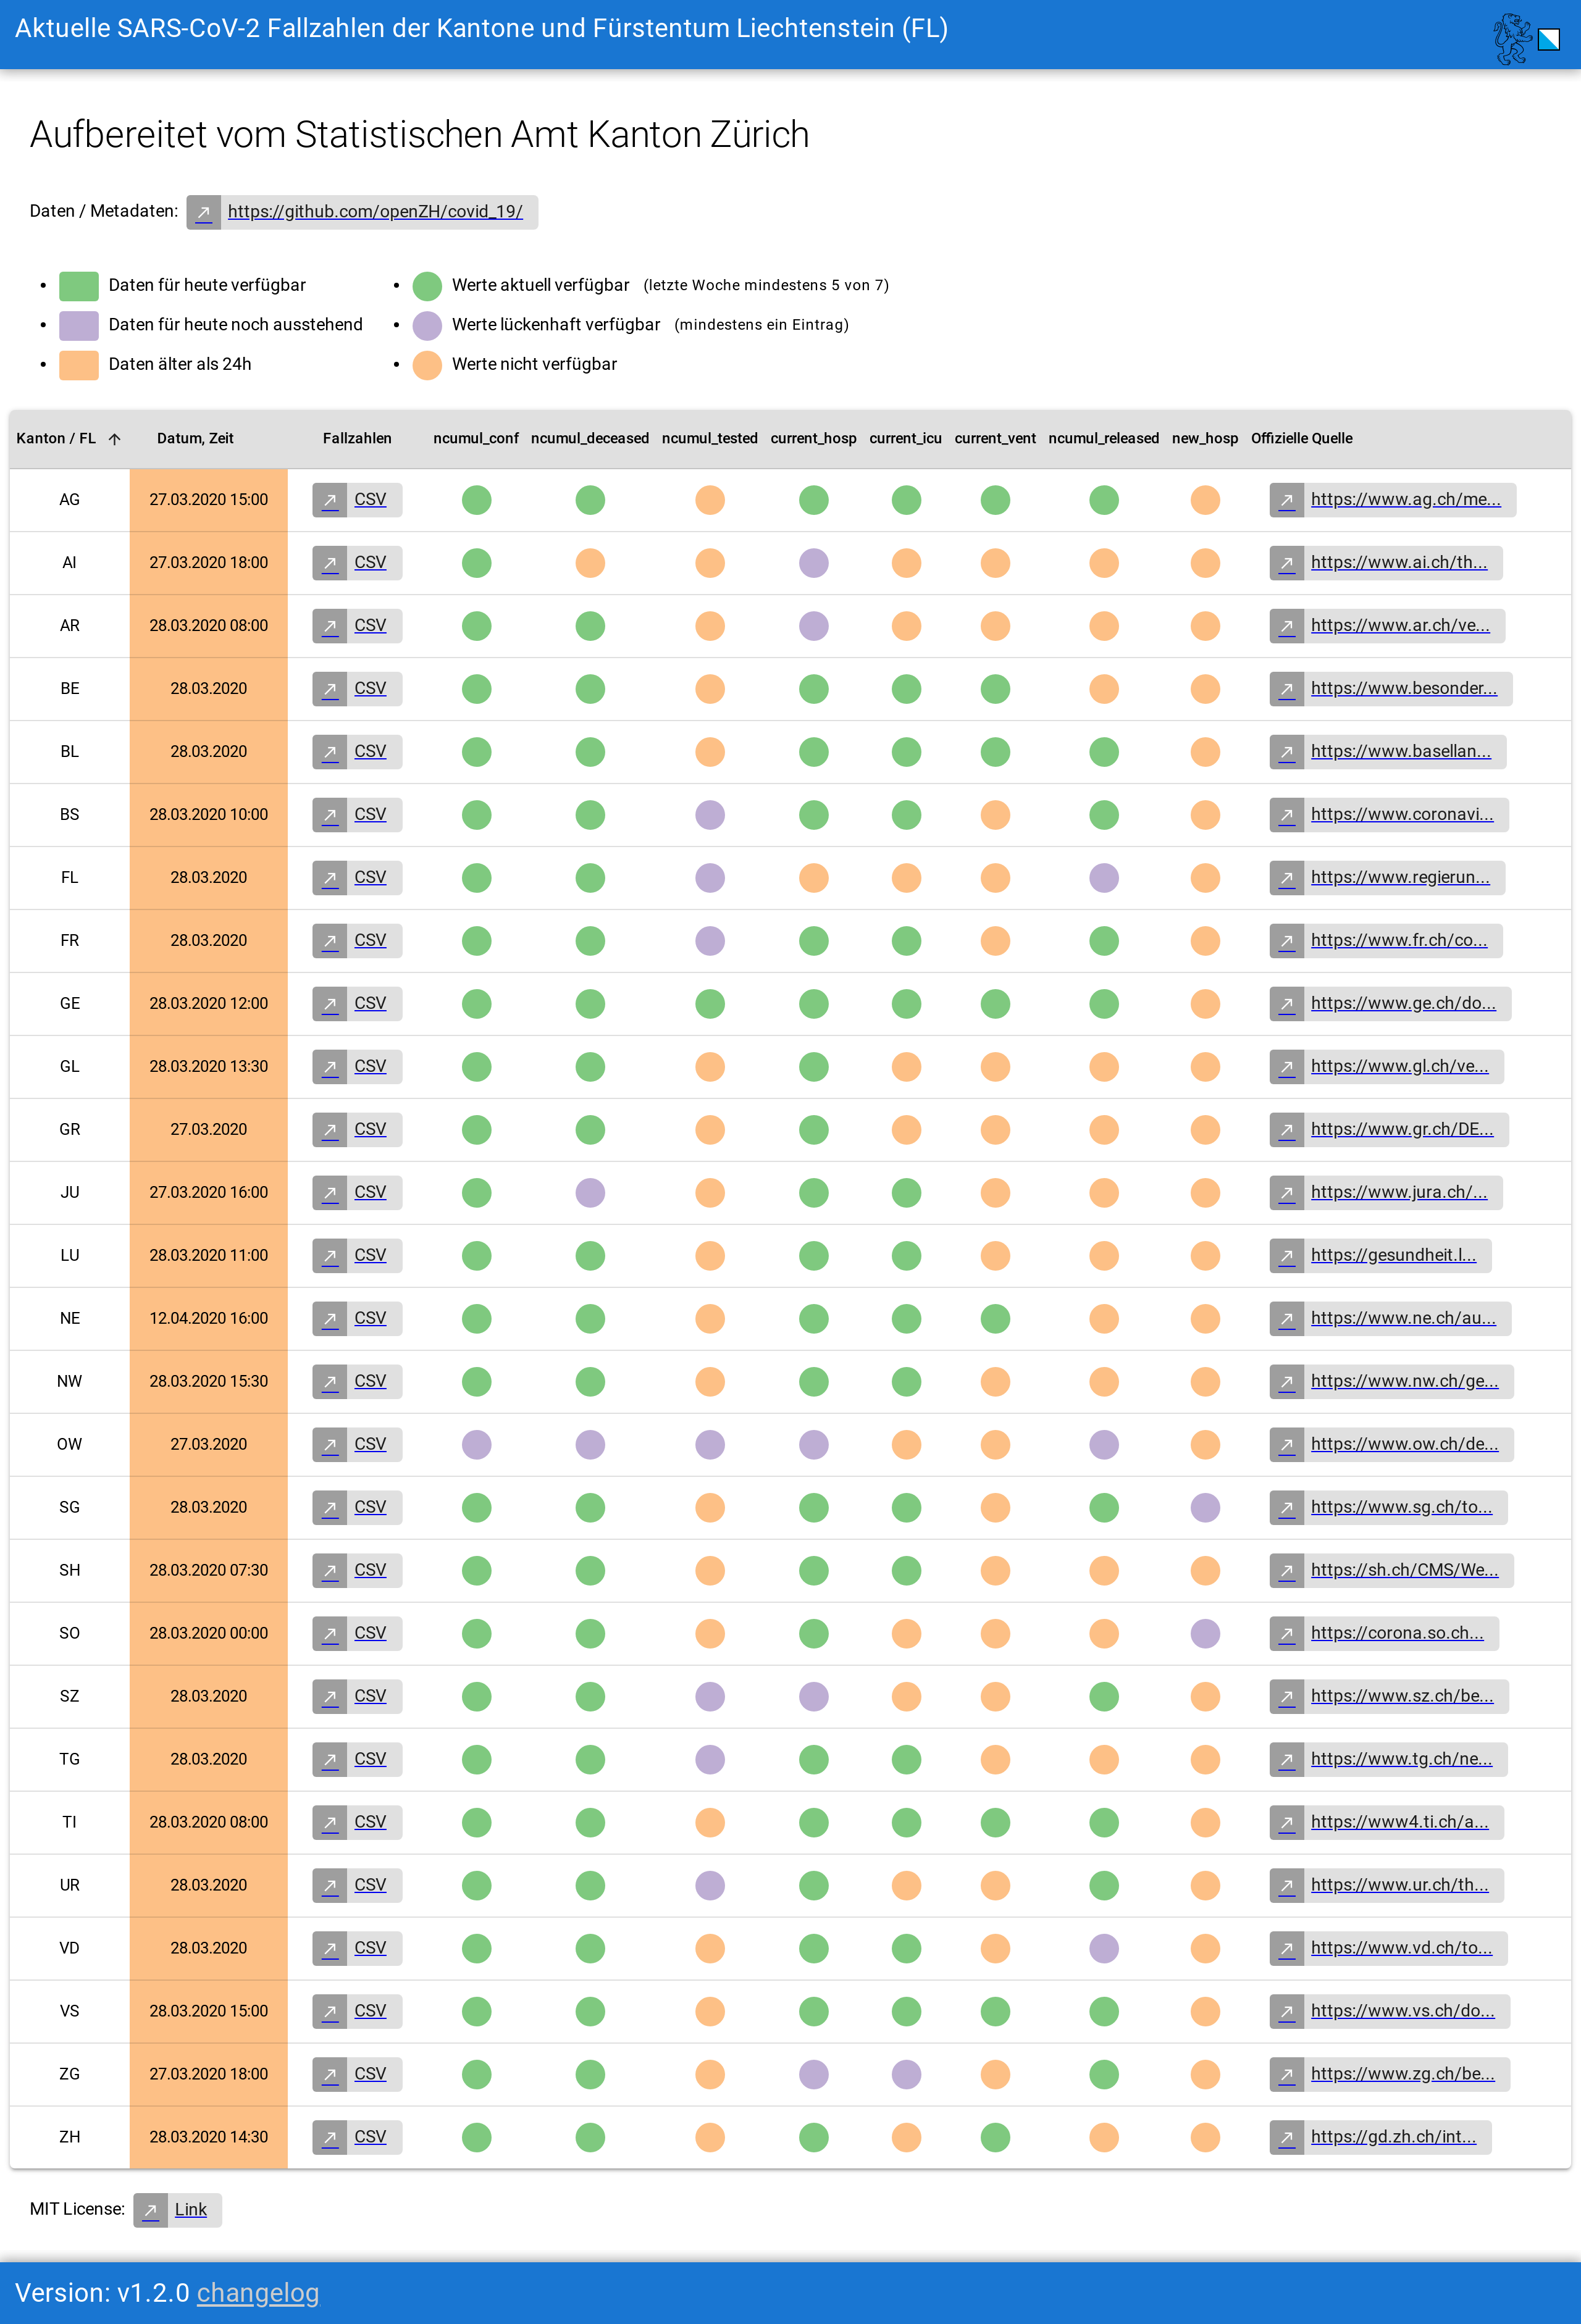 Aktuelle SARS-CoV-2 Fallzahlen der Kantone und Fürstentum Liechtenstein (FL)
Aufbereitet vom Statistischen Amt Kanton Zürich
Daten / Metadaten: https://github.com/openZH/covid_19/
Daten für heute verfügbar
Daten für heute noch ausstehend
Daten älter als 24h
Werte aktuell verfügbar (letzte Woche mindestens 5 von 7)
Werte lückenhaft verfügbar (mindestens ein Eintrag)
Werte nicht verfügbar
Kanton / FL Datum, Zeit Fallzahlen ncumul_conf ncumul_deceased ncumul_tested current_hosp current_icu current_vent ncumul_released new_hosp Offizielle Quelle
AG 27.03.2020 15:00 CSV https://www.ag.ch/me...
AI 27.03.2020 18:00 CSV https://www.ai.ch/th...
AR 28.03.2020 08:00 CSV https://www.ar.ch/ve...
BE 28.03.2020 CSV https://www.besonder...
BL 28.03.2020 CSV https://www.basellan...
BS 28.03.2020 10:00 CSV https://www.coronavi...
FL 28.03.2020 CSV https://www.regierun...
FR 28.03.2020 CSV https://www.fr.ch/co...
GE 28.03.2020 12:00 CSV https://www.ge.ch/do...
GL 28.03.2020 13:30 CSV https://www.gl.ch/ve...
GR 27.03.2020 CSV https://www.gr.ch/DE...
JU 27.03.2020 16:00 CSV https://www.jura.ch/...
LU 28.03.2020 11:00 CSV https://gesundheit.l...
NE 12.04.2020 16:00 CSV https://www.ne.ch/au...
NW 28.03.2020 15:30 CSV https://www.nw.ch/ge...
OW 27.03.2020 CSV https://www.ow.ch/de...
SG 28.03.2020 CSV https://www.sg.ch/to...
SH 28.03.2020 07:30 CSV https://sh.ch/CMS/We...
SO 28.03.2020 00:00 CSV https://corona.so.ch...
SZ 28.03.2020 CSV https://www.sz.ch/be...
TG 28.03.2020 CSV https://www.tg.ch/ne...
TI 28.03.2020 08:00 CSV https://www4.ti.ch/a...
UR 28.03.2020 CSV https://www.ur.ch/th...
VD 28.03.2020 CSV https://www.vd.ch/to...
VS 28.03.2020 15:00 CSV https://www.vs.ch/do...
ZG 27.03.2020 18:00 CSV https://www.zg.ch/be...
ZH 28.03.2020 14:30 CSV https://gd.zh.ch/int...
MIT License: Link
Version: v1.2.0 changelog